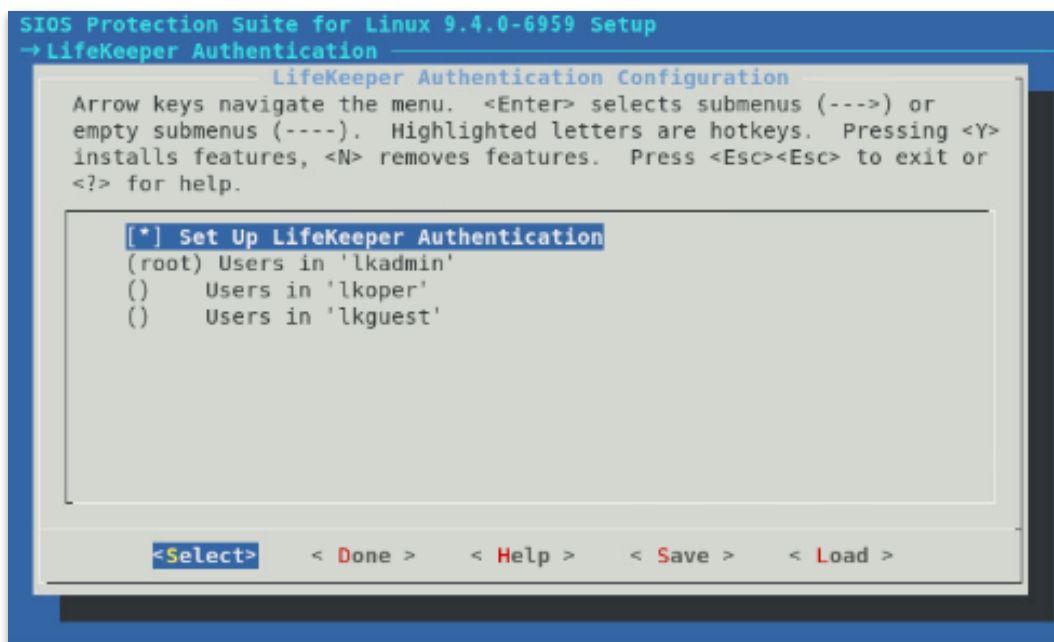 SIOS Protection Suite for Linux 9.4.0-6959 Setup
→ LifeKeeper Authentication
LifeKeeper Authentication Configuration
Arrow keys navigate the menu.  <Enter> selects submenus (--->) or
empty submenus (----).  Highlighted letters are hotkeys.  Pressing <Y>
installs features, <N> removes features.  Press <Esc><Esc> to exit or
<?> for help.
[*] Set Up LifeKeeper Authentication
(root) Users in 'lkadmin'
()     Users in 'lkoper'
()     Users in 'lkguest'
<Select>    < Done >    < Help >    < Save >    < Load >